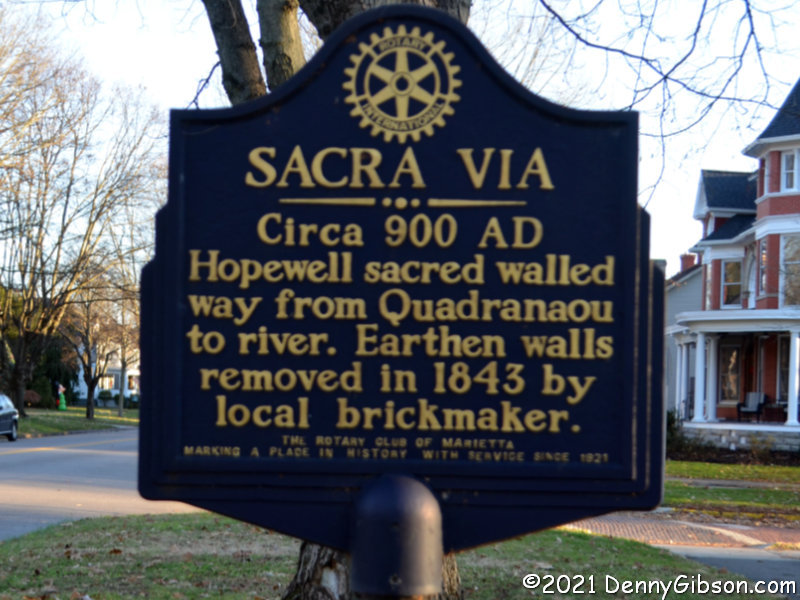 ROTARY
INTERNATIONAL
SACRA VIA
Circa 900 AD
Hopewell sacred walled
way from Quadranaou
to river. Earthen walls
removed in 1843 by
local brickmaker.
THE ROTARY CLUB OF MARIETTA
MARKING A PLACE IN HISTORY WITH SERVICE SINCE 1921
©2021 DennyGibson.com